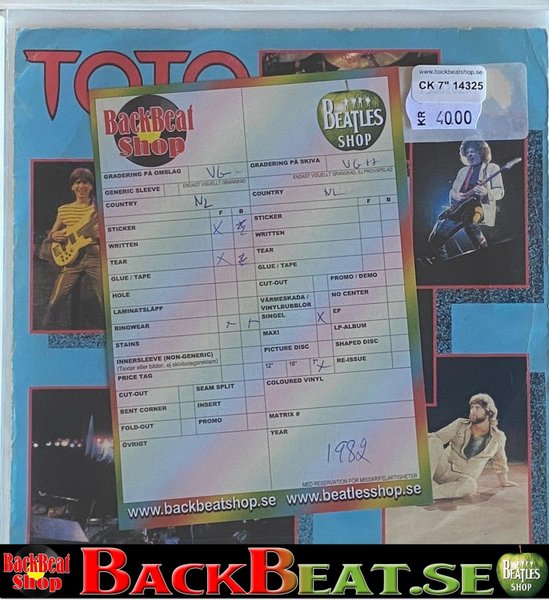 TOTO
www.backbeatshop.se
CK 7" 14325
KR 40.00
BackBeat Shop
BEATLES SHOP
GRADERING PÅ OMSLAG VG-
ENDAST VISUELLT GRANSKAD
GRADERING PÅ SKIVA VG++
ENDAST VISUELLT GRANSKAD, EJ PROVSPELAD
GENERIC SLEEVE
COUNTRY NL
COUNTRY NL
F B
F B
STICKER X
STICKER
WRITTEN
WRITTEN
TEAR X
TEAR
GLUE / TAPE
GLUE / TAPE
HOLE
CUT-OUT
PROMO / DEMO
LAMINATSLÄPP
VÄRMESKADA / VINYLBUBBLOR
NO CENTER
RINGWEAR
SINGEL X
EP
STAINS
MAXI
LP-ALBUM
INNERSLEEVE (NON-GENERIC)
(Texter eller bilder, ej skivbolagsreklam)
PICTURE DISC
SHAPED DISC
12" 10" 7" X
RE-ISSUE
PRICE TAG
CUT-OUT
SEAM SPLIT
COLOURED VINYL
BENT CORNER
INSERT
FOLD-OUT
PROMO
MATRIX #
ÖVRIGT
YEAR
1982
MED RESERVATION FÖR MISSAR/FELAKTIGHETER
www.backbeatshop.se www.beatlesshop.se
BackBeat Shop
BACKBEAT.SE
BEATLES SHOP